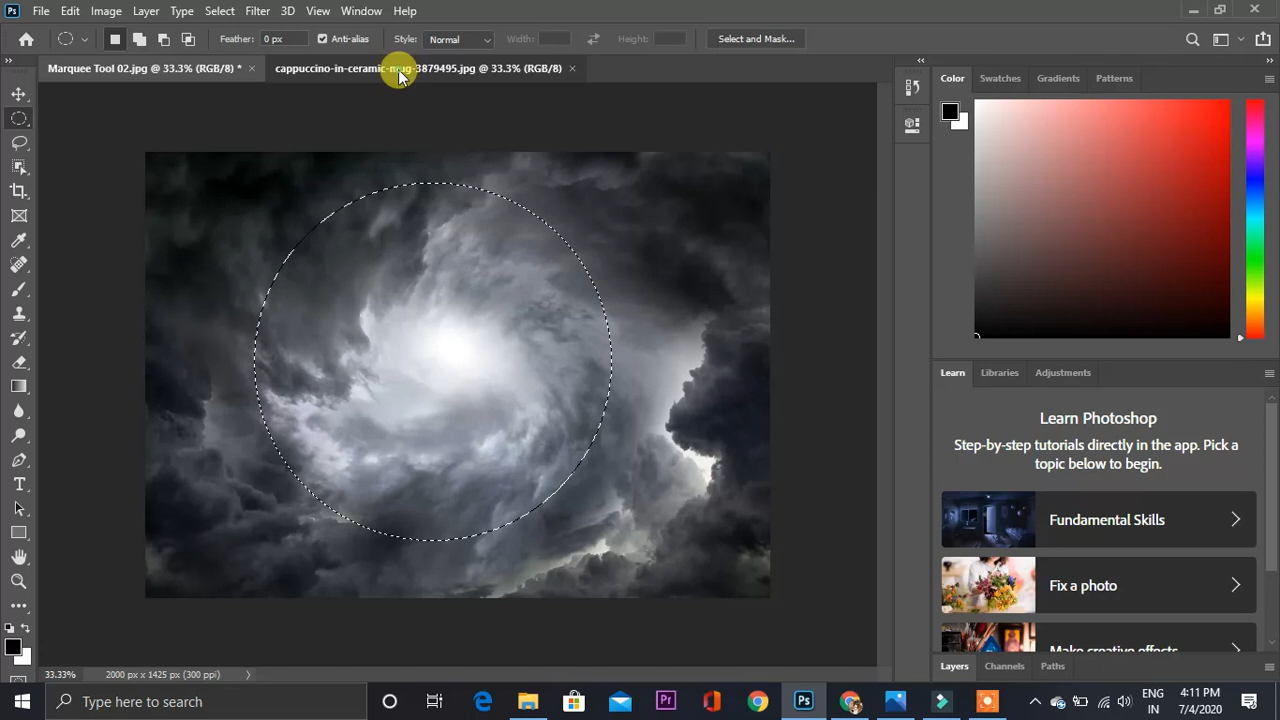 Ps File Edit Image Layer Type Select Filter 3D View Window Help
Feather: 0 px Anti-alias Style: Normal Width: Height: Select and Mask...
Marquee Tool 02.jpg @ 33.3% (RGB/8) * × cappuccino-in-ceramic-mug-3879495.jpg @ 33.3% (RGB/8) ×
Color Swatches Gradients Patterns
Learn Libraries Adjustments
Learn Photoshop
Step-by-step tutorials directly in the app. Pick a
topic below to begin.
Fundamental Skills
Fix a photo
Make creative effects
Layers Channels Paths
33.33% 2000 px x 1425 px (300 ppi)
Type here to search
Pr
Ps
ENG
IN
4:11 PM
7/4/2020